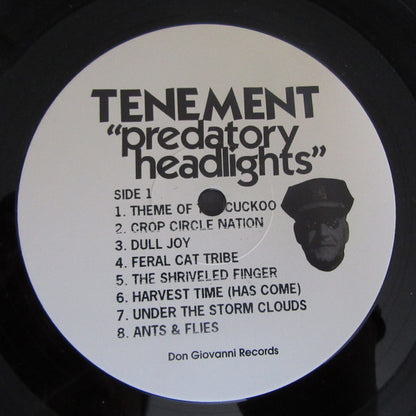 TENEMENT
"predatory
headlights"
SIDE 1
1. THEME OF CUCKOO
2. CROP CIRCLE NATION
3. DULL JOY
4. FERAL CAT TRIBE
5. THE SHRIVELED FINGER
6. HARVEST TIME (HAS COME)
7. UNDER THE STORM CLOUDS
8. ANTS & FLIES
Don Giovanni Records